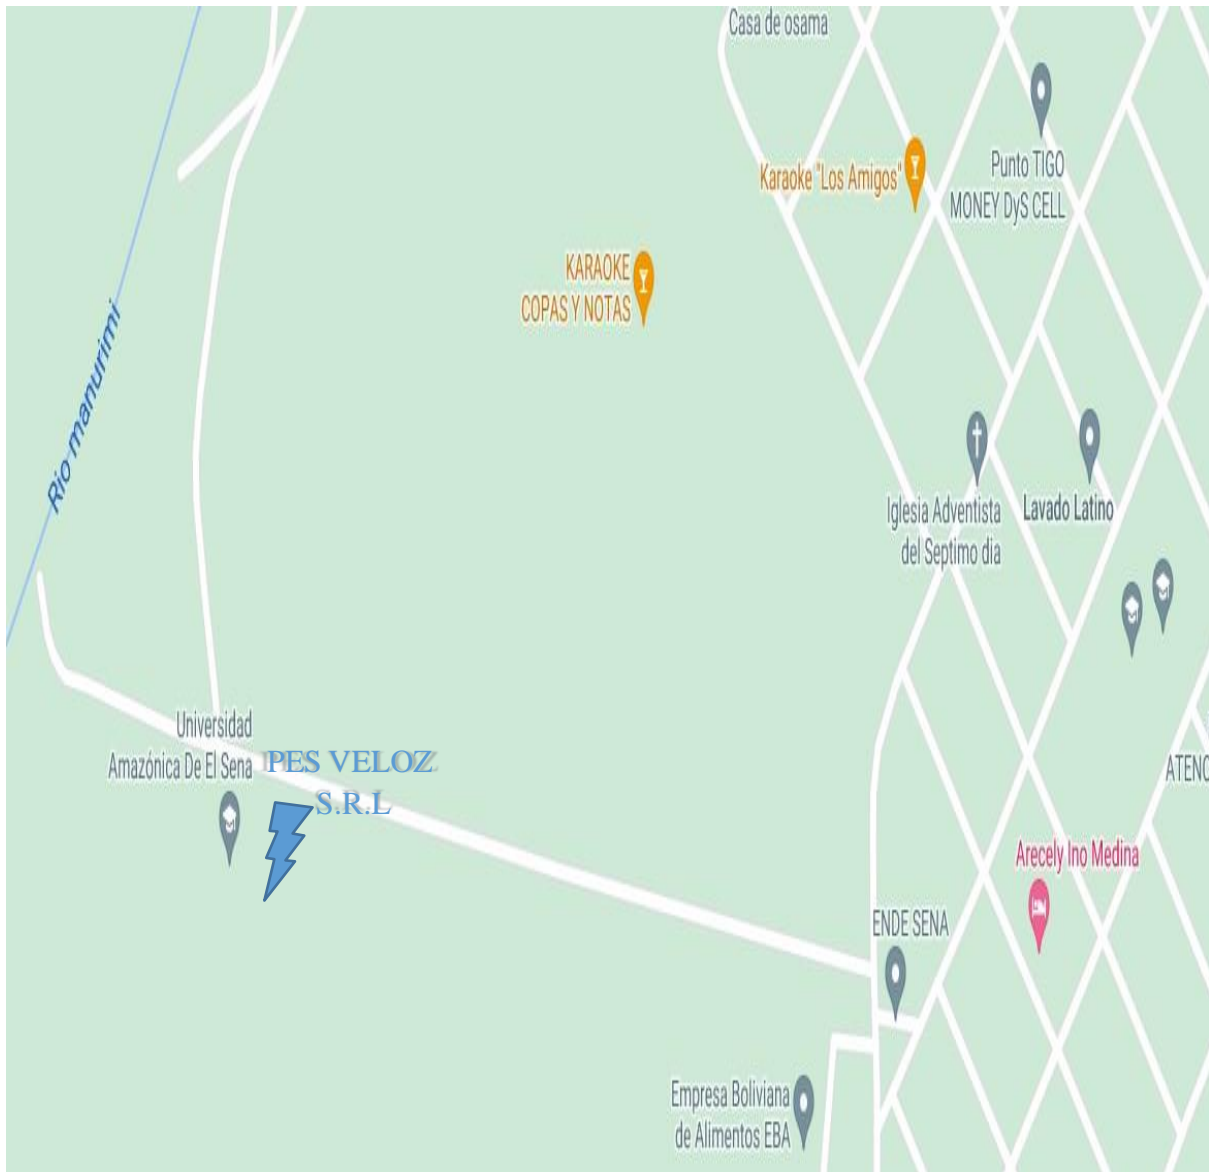 Casa de osama
Punto TIGO
MONEY DyS CELL
Karaoke "Los Amigos"
KARAOKE
COPAS Y NOTAS
Rio manurimi
Iglesia Adventista
del Septimo dia
Lavado Latino
Universidad
Amazónica De El Sena
PES VELOZ
S.R.L
ATENC
Arecely Ino Medina
ENDE SENA
Empresa Boliviana
de Alimentos EBA